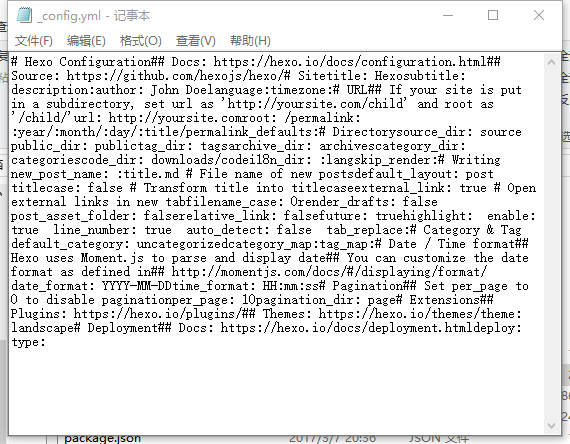 _config.yml - 记事本
文件(F) 编辑(E) 格式(O) 查看(V) 帮助(H)
# Hexo Configuration## Docs: https://hexo.io/docs/configuration.html##
Source: https://github.com/hexojs/hexo/# Sitetitle: Hexosubtitle:
description:author: John Doelanguage:timezone:# URL## If your site is put
in a subdirectory, set url as 'http://yoursite.com/child' and root as
'/child/'url: http://yoursite.comroot: /permalink:
:year/:month/:day/:title/permalink_defaults:# Directorysource_dir: source
public_dir: publictag_dir: tagsarchive_dir: archivescategory_dir:
categoriescode_dir: downloads/codei18n_dir: :langskip_render:# Writing
new_post_name: :title.md # File name of new postsdefault_layout: post
titlecase: false # Transform title into titlecaseexternal_link: true # Open
external links in new tabfilename_case: 0render_drafts: false
post_asset_folder: falserelative_link: falsefuture: truehighlight:  enable:
true  line_number: true  auto_detect: false  tab_replace:# Category & Tag
default_category: uncategorizedcategory_map:tag_map:# Date / Time format##
Hexo uses Moment.js to parse and display date## You can customize the
date format as defined in## http://momentjs.com/docs/#/displaying/format/
date_format: YYYY-MM-DDtime_format: HH:mm:ss# Pagination## Set per_page to
0 to disable paginationper_page: 10pagination_dir: page# Extensions##
Plugins: https://hexo.io/plugins/## Themes: https://hexo.io/themes/theme:
landscape# Deployment## Docs: https://hexo.io/docs/deployment.htmldeploy:
type:
package.json 2017/3/7 20:36 JSON 文件